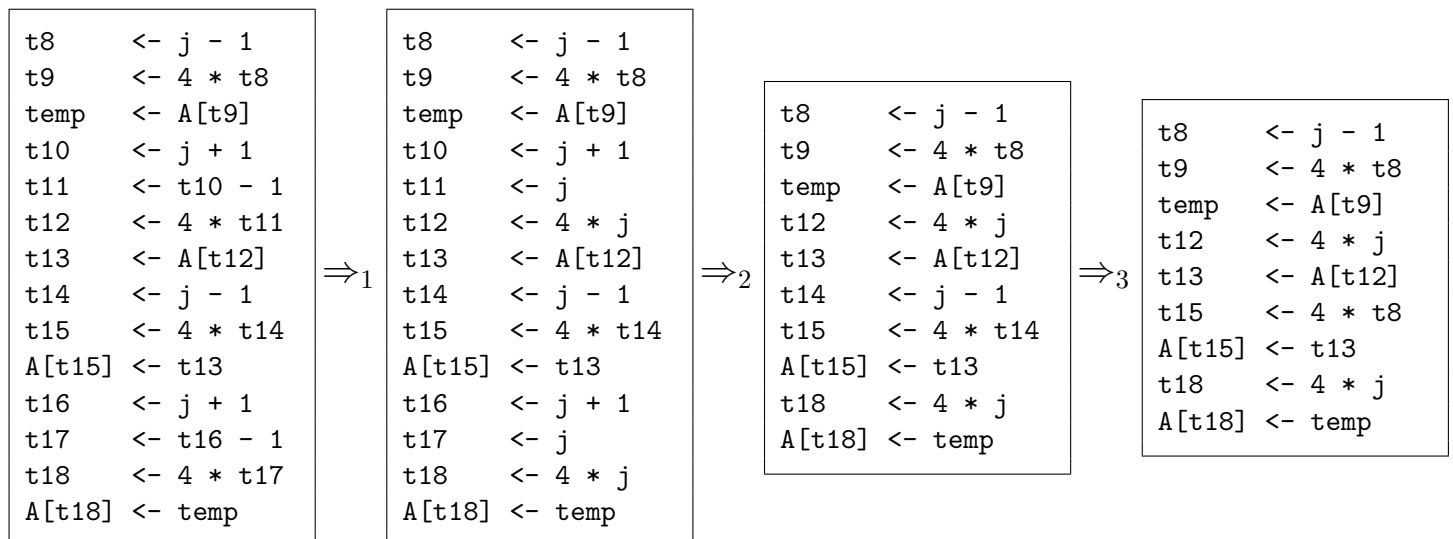 t8 <- j - 1
t9 <- 4 * t8
temp <- A[t9]
t10 <- j + 1
t11 <- t10 - 1
t12 <- 4 * t11
t13 <- A[t12]
t14 <- j - 1
t15 <- 4 * t14
A[t15] <- t13
t16 <- j + 1
t17 <- t16 - 1
t18 <- 4 * t17
A[t18] <- temp
⇒1
t8 <- j - 1
t9 <- 4 * t8
temp <- A[t9]
t10 <- j + 1
t11 <- j
t12 <- 4 * j
t13 <- A[t12]
t14 <- j - 1
t15 <- 4 * t14
A[t15] <- t13
t16 <- j + 1
t17 <- j
t18 <- 4 * j
A[t18] <- temp
⇒2
t8 <- j - 1
t9 <- 4 * t8
temp <- A[t9]
t12 <- 4 * j
t13 <- A[t12]
t14 <- j - 1
t15 <- 4 * t14
A[t15] <- t13
t18 <- 4 * j
A[t18] <- temp
⇒3
t8 <- j - 1
t9 <- 4 * t8
temp <- A[t9]
t12 <- 4 * j
t13 <- A[t12]
t15 <- 4 * t8
A[t15] <- t13
t18 <- 4 * j
A[t18] <- temp